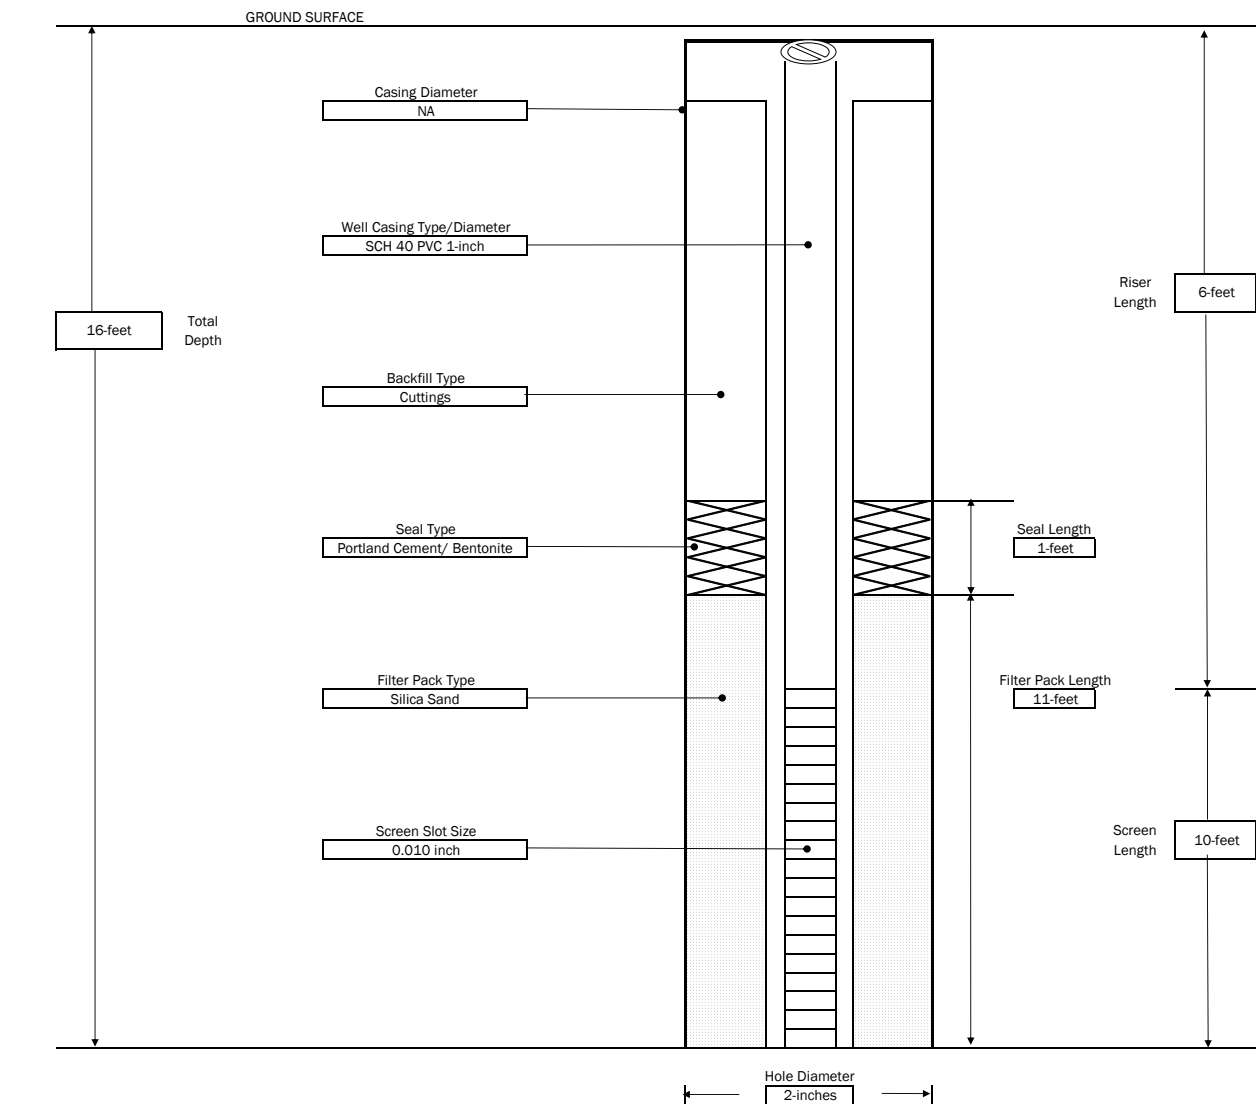 GROUND SURFACE
Casing Diameter
NA
Well Casing Type/Diameter
SCH 40 PVC 1-inch
Riser
Length
6-feet
16-feet
Total
Depth
Backfill Type
Cuttings
Seal Type
Portland Cement/ Bentonite
Seal Length
1-feet
Filter Pack Type
Silica Sand
Filter Pack Length
11-feet
Screen Slot Size
0.010 inch
Screen
Length
10-feet
Hole Diameter
2-inches